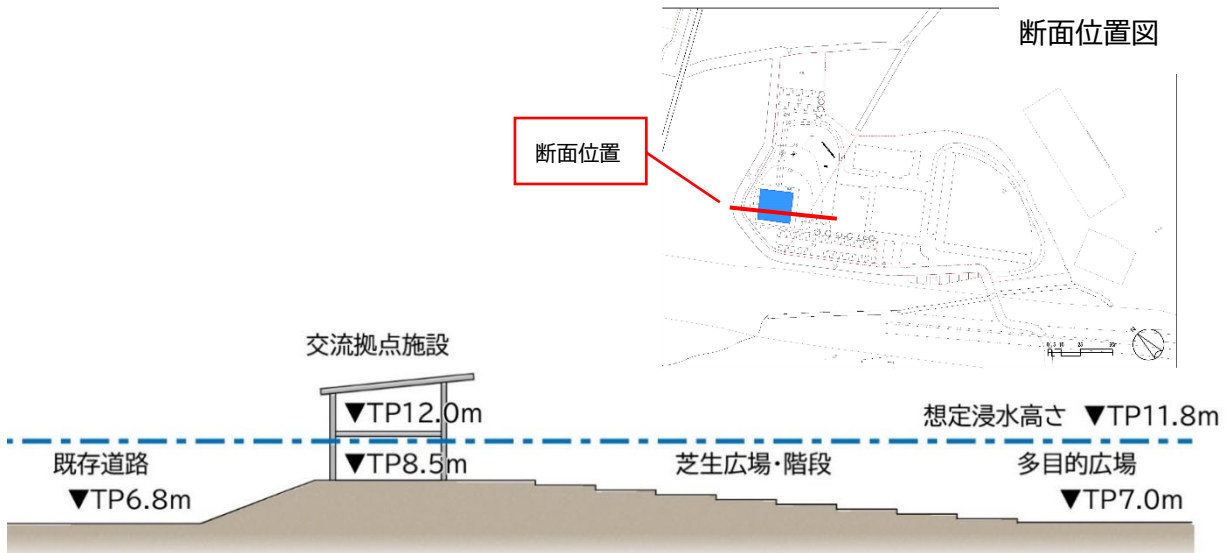 断面位置図
断面位置
交流拠点施設
▼TP12.0m
想定浸水高さ ▼TP11.8m
既存道路
▼TP8.5m
芝生広場・階段
多目的広場
▼TP6.8m
▼TP7.0m